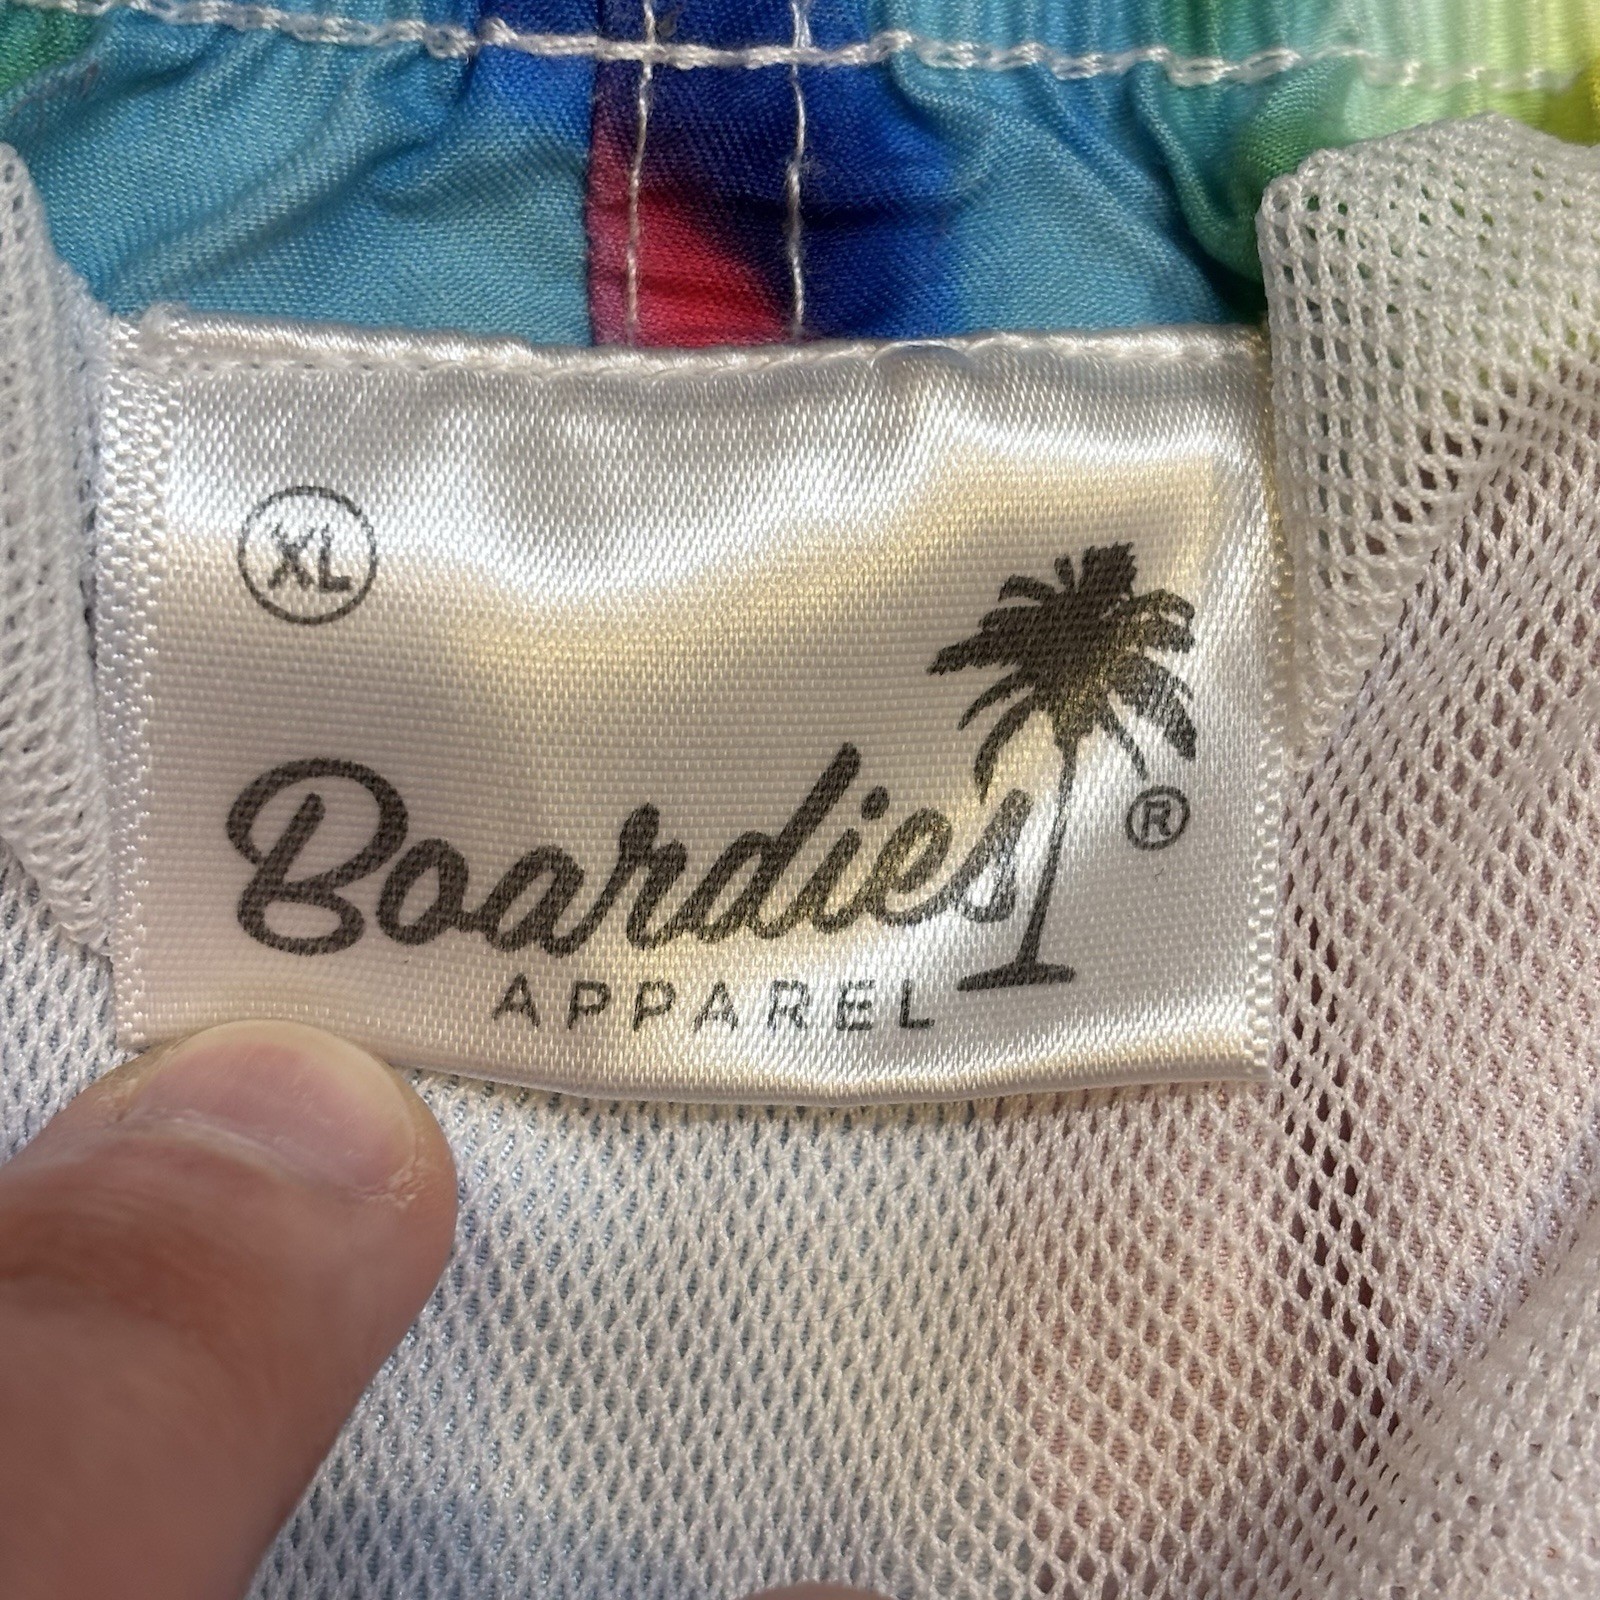 XL
Boardies
®
APPAREL